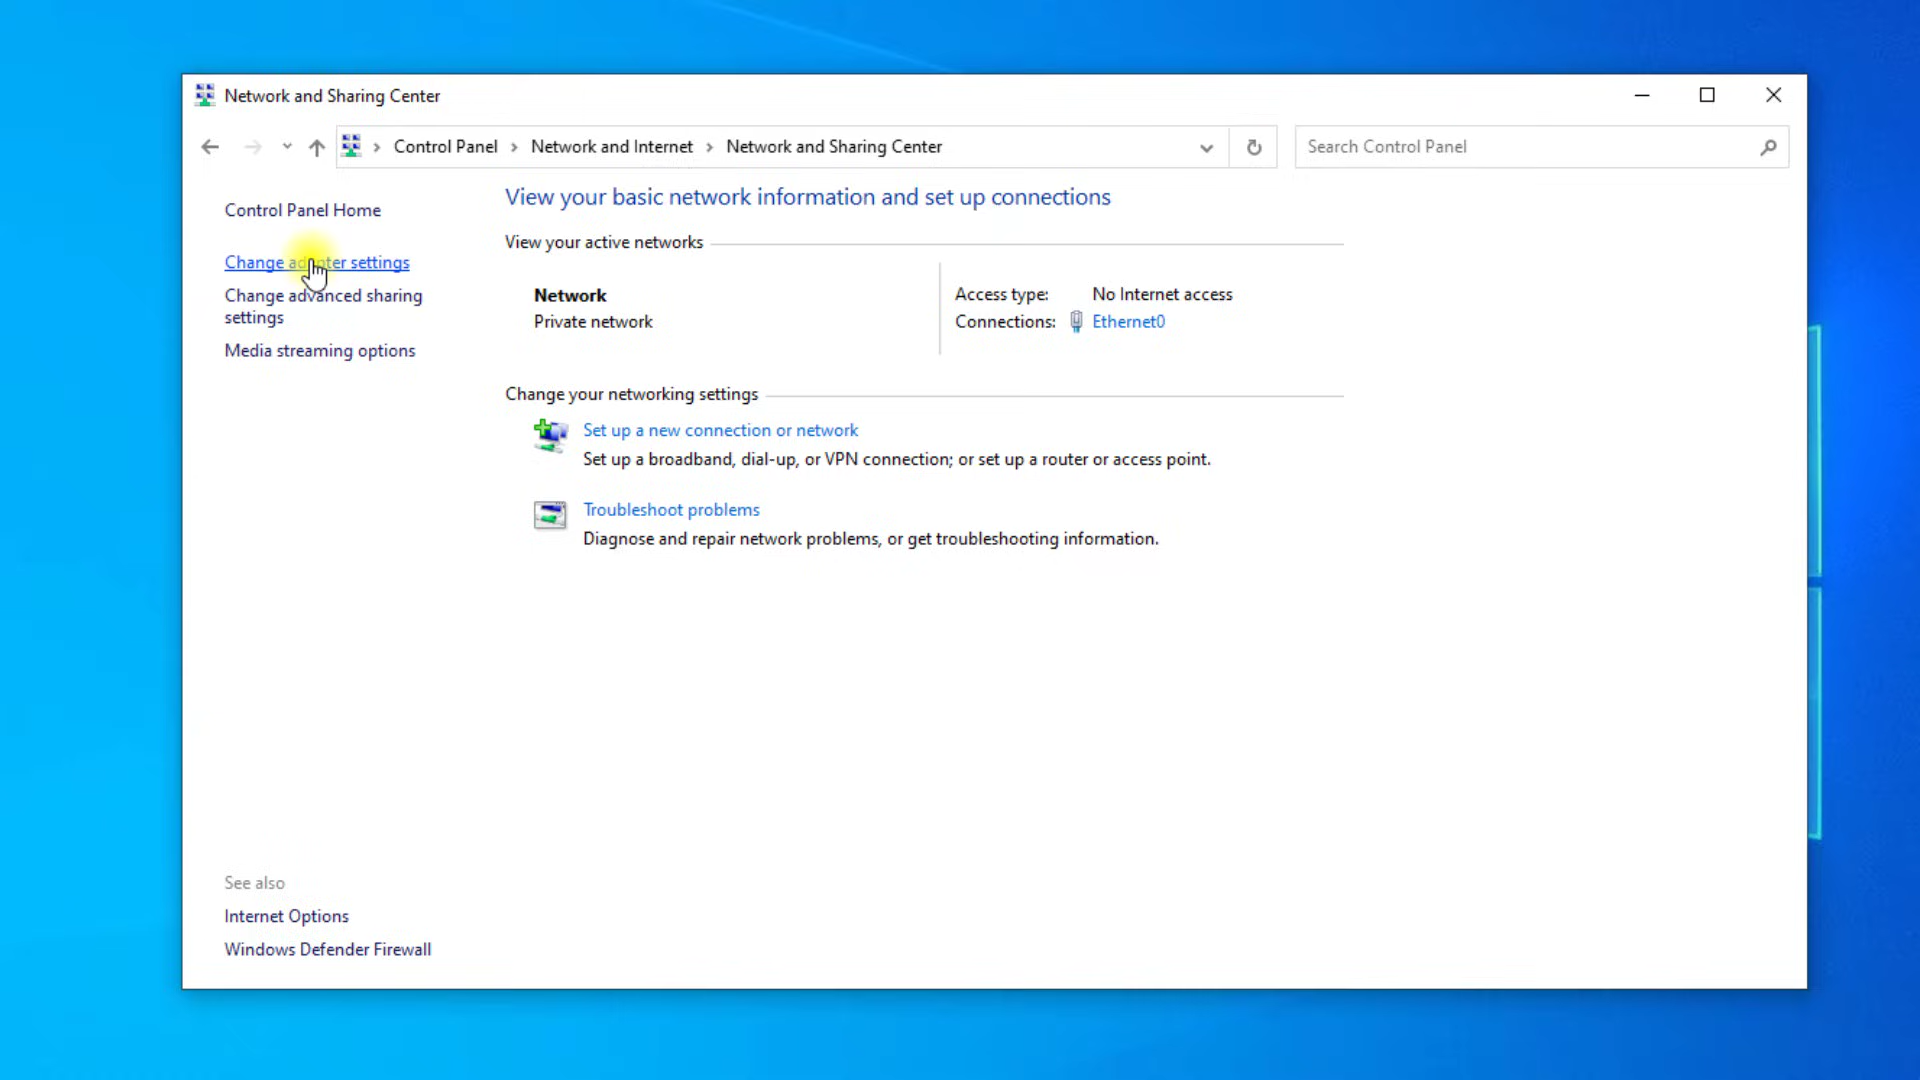 Network and Sharing Center
Control Panel > Network and Internet > Network and Sharing Center
Search Control Panel
Control Panel Home
Change adapter settings
Change advanced sharing
settings
Media streaming options
View your basic network information and set up connections
View your active networks
Network
Private network
Access type: No Internet access
Connections: Ethernet0
Change your networking settings
Set up a new connection or network
Set up a broadband, dial-up, or VPN connection; or set up a router or access point.
Troubleshoot problems
Diagnose and repair network problems, or get troubleshooting information.
See also
Internet Options
Windows Defender Firewall